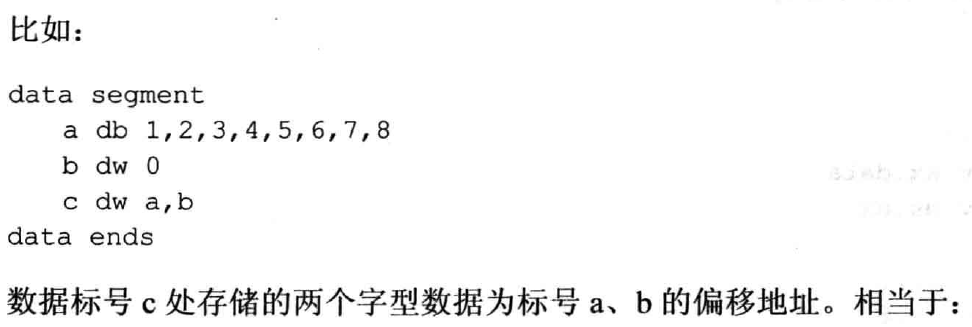 比如：
data segment
a db 1,2,3,4,5,6,7,8
b dw 0
c dw a,b
data ends
数据标号 c 处存储的两个字型数据为标号 a、b 的偏移地址。相当于：